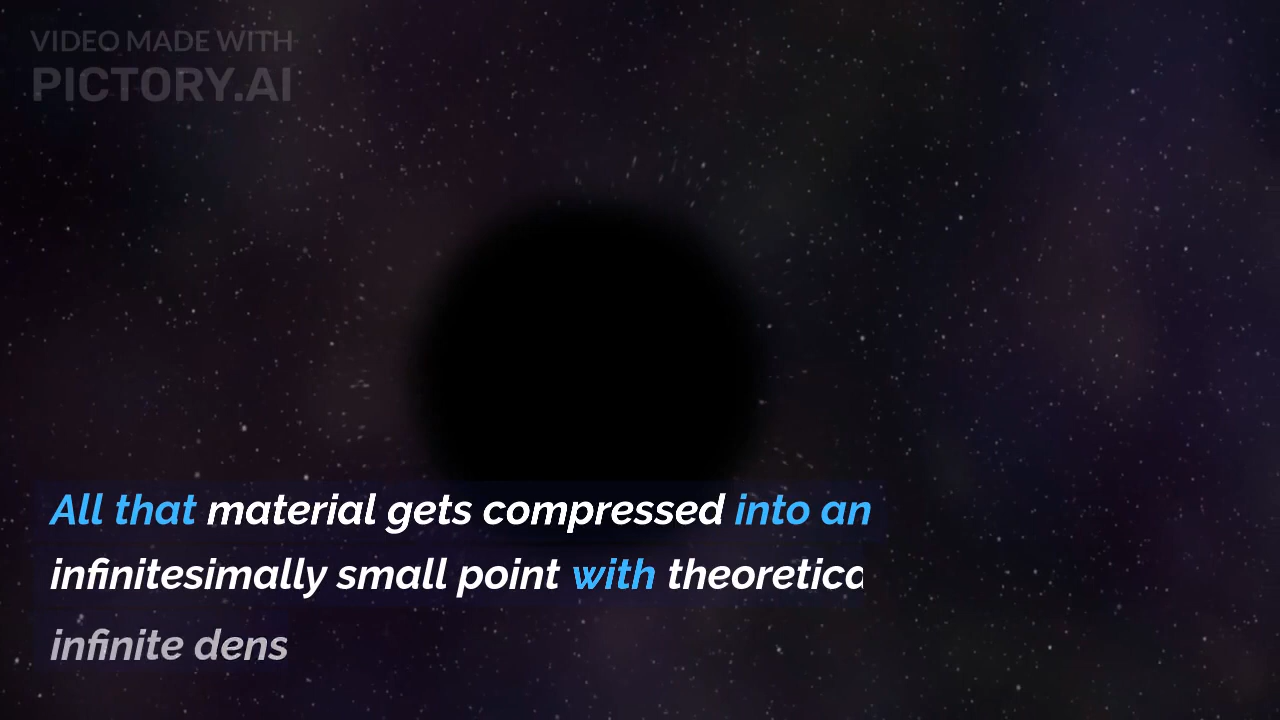 VIDEO MADE WITH
PICTORY.AI
All that material gets compressed into an
infinitesimally small point with theoretica
infinite dens